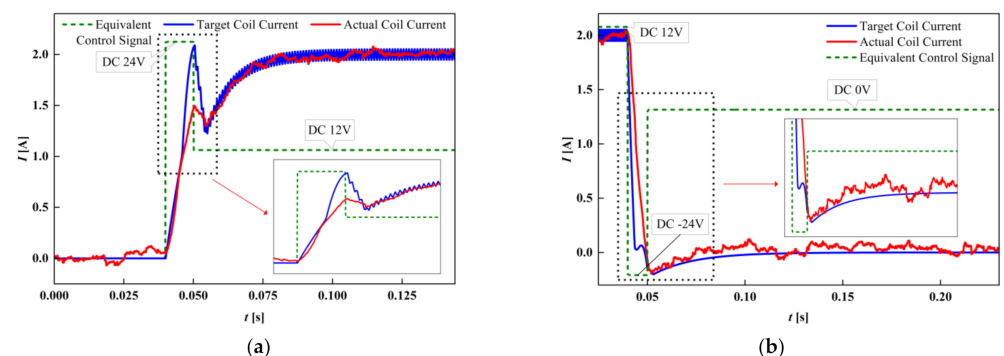 Equivalent
Control Signal
Target Coil Current
Actual Coil Current
DC 24V
DC 12V
I [A]
2.0
1.5
1.0
0.5
0.0
0.000
0.025
0.050
0.075
0.100
0.125
t [s]
(a)
DC 12V
Target Coil Current
Actual Coil Current
Equivalent Control Signal
DC 0V
DC -24V
I [A]
2.0
1.5
1.0
0.5
0.0
0.05
0.10
0.15
0.20
t [s]
(b)